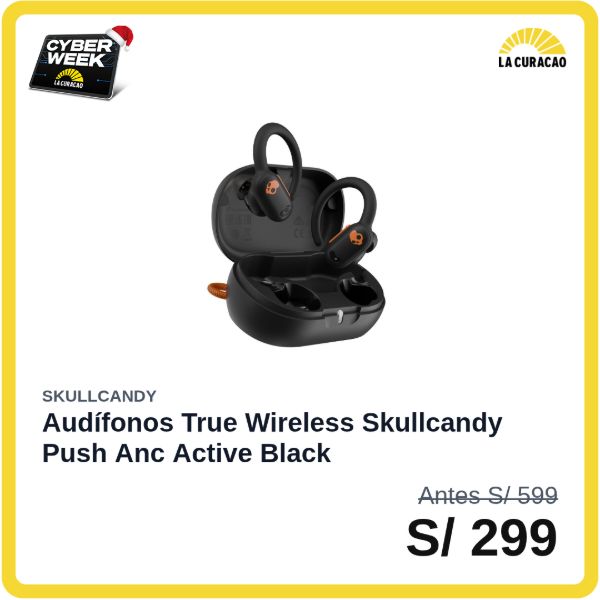 CYBER
WEEK
LA CURACAO
LA CURACAO
SKULLCANDY
Audífonos True Wireless Skullcandy
Push Anc Active Black
Antes S/ 599
S/ 299